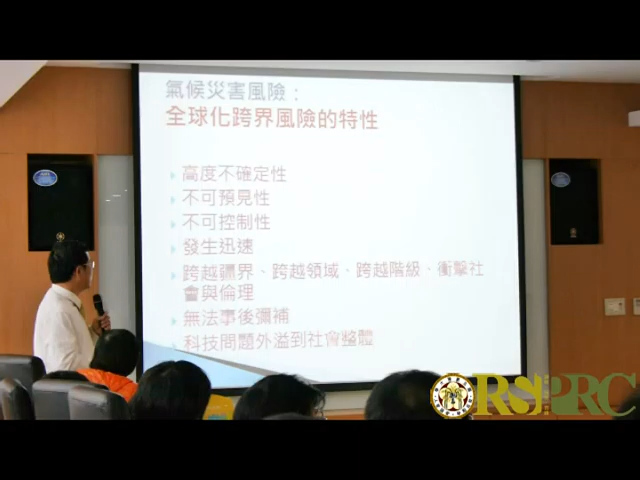 氣候災害風險：
全球化跨界風險的特性
高度不確定性
不可預見性
不可控制性
發生迅速
跨越疆界、跨越領域、跨越階級、衝擊社
會與倫理
無法事後彌補
科技問題外溢到社會整體
RSPRC